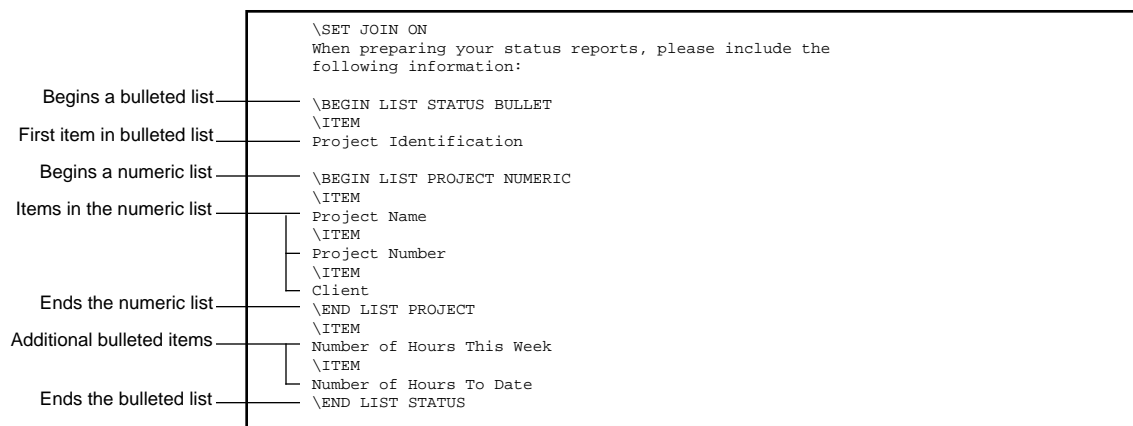 \SET JOIN ON
When preparing your status reports, please include the
following information:
Begins a bulleted list
\BEGIN LIST STATUS BULLET
\ITEM
First item in bulleted list
Project Identification
Begins a numeric list
\BEGIN LIST PROJECT NUMERIC
\ITEM
Items in the numeric list
Project Name
\ITEM
Project Number
\ITEM
Client
Ends the numeric list
\END LIST PROJECT
\ITEM
Additional bulleted items
Number of Hours This Week
\ITEM
Number of Hours To Date
Ends the bulleted list
\END LIST STATUS